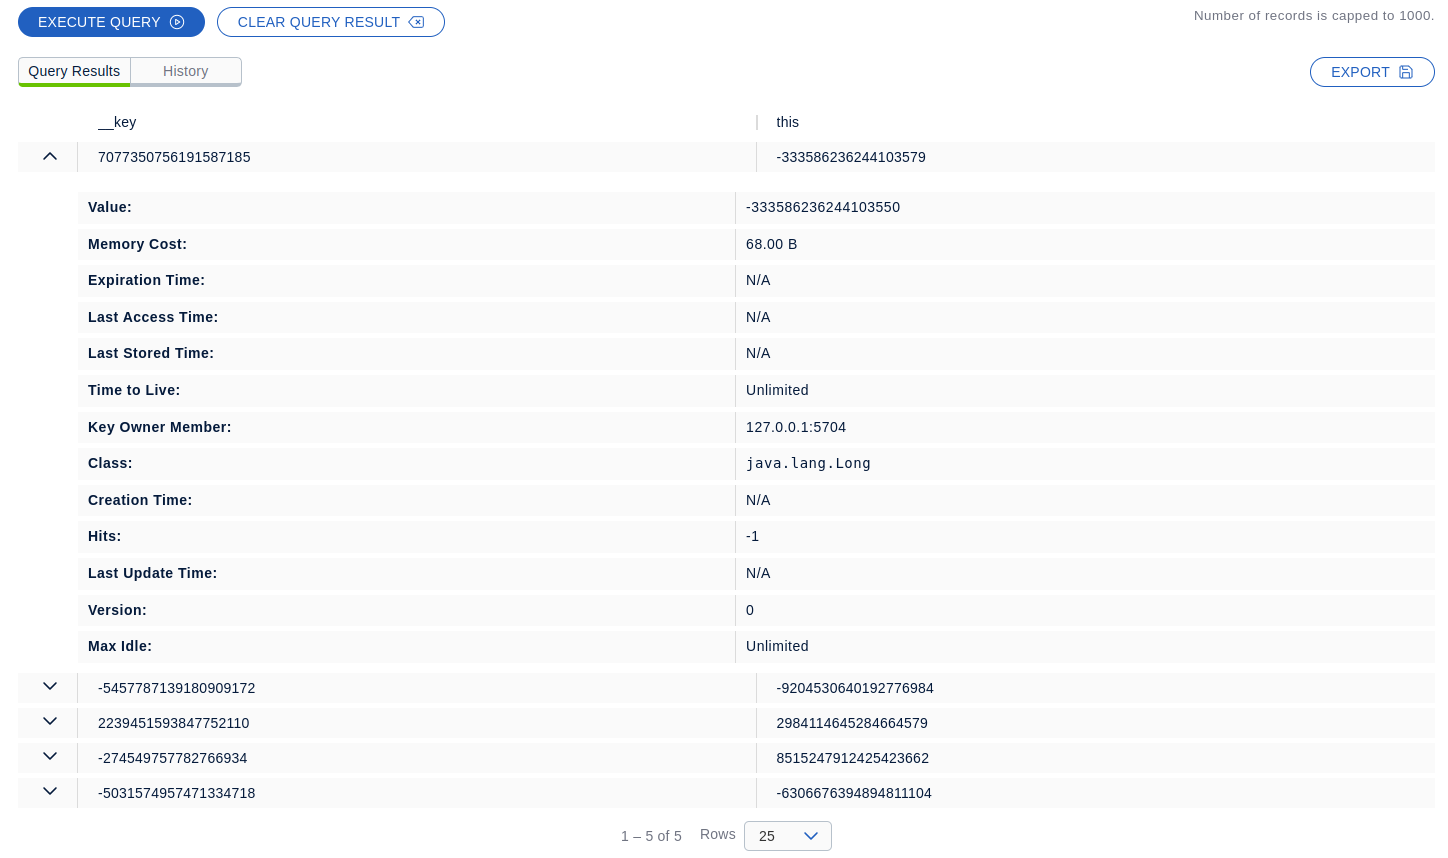 EXECUTE QUERY
CLEAR QUERY RESULT
Number of records is capped to 1000.
Query Results
History
EXPORT
__key this
7077350756191587185 -333586236244103579
Value: -333586236244103550
Memory Cost: 68.00 B
Expiration Time: N/A
Last Access Time: N/A
Last Stored Time: N/A
Time to Live: Unlimited
Key Owner Member: 127.0.0.1:5704
Class: java.lang.Long
Creation Time: N/A
Hits: -1
Last Update Time: N/A
Version: 0
Max Idle: Unlimited
-5457787139180909172 -9204530640192776984
2239451593847752110 2984114645284664579
-274549757782766934 8515247912425423662
-5031574957471334718 -6306676394894811104
1 – 5 of 5 Rows 25